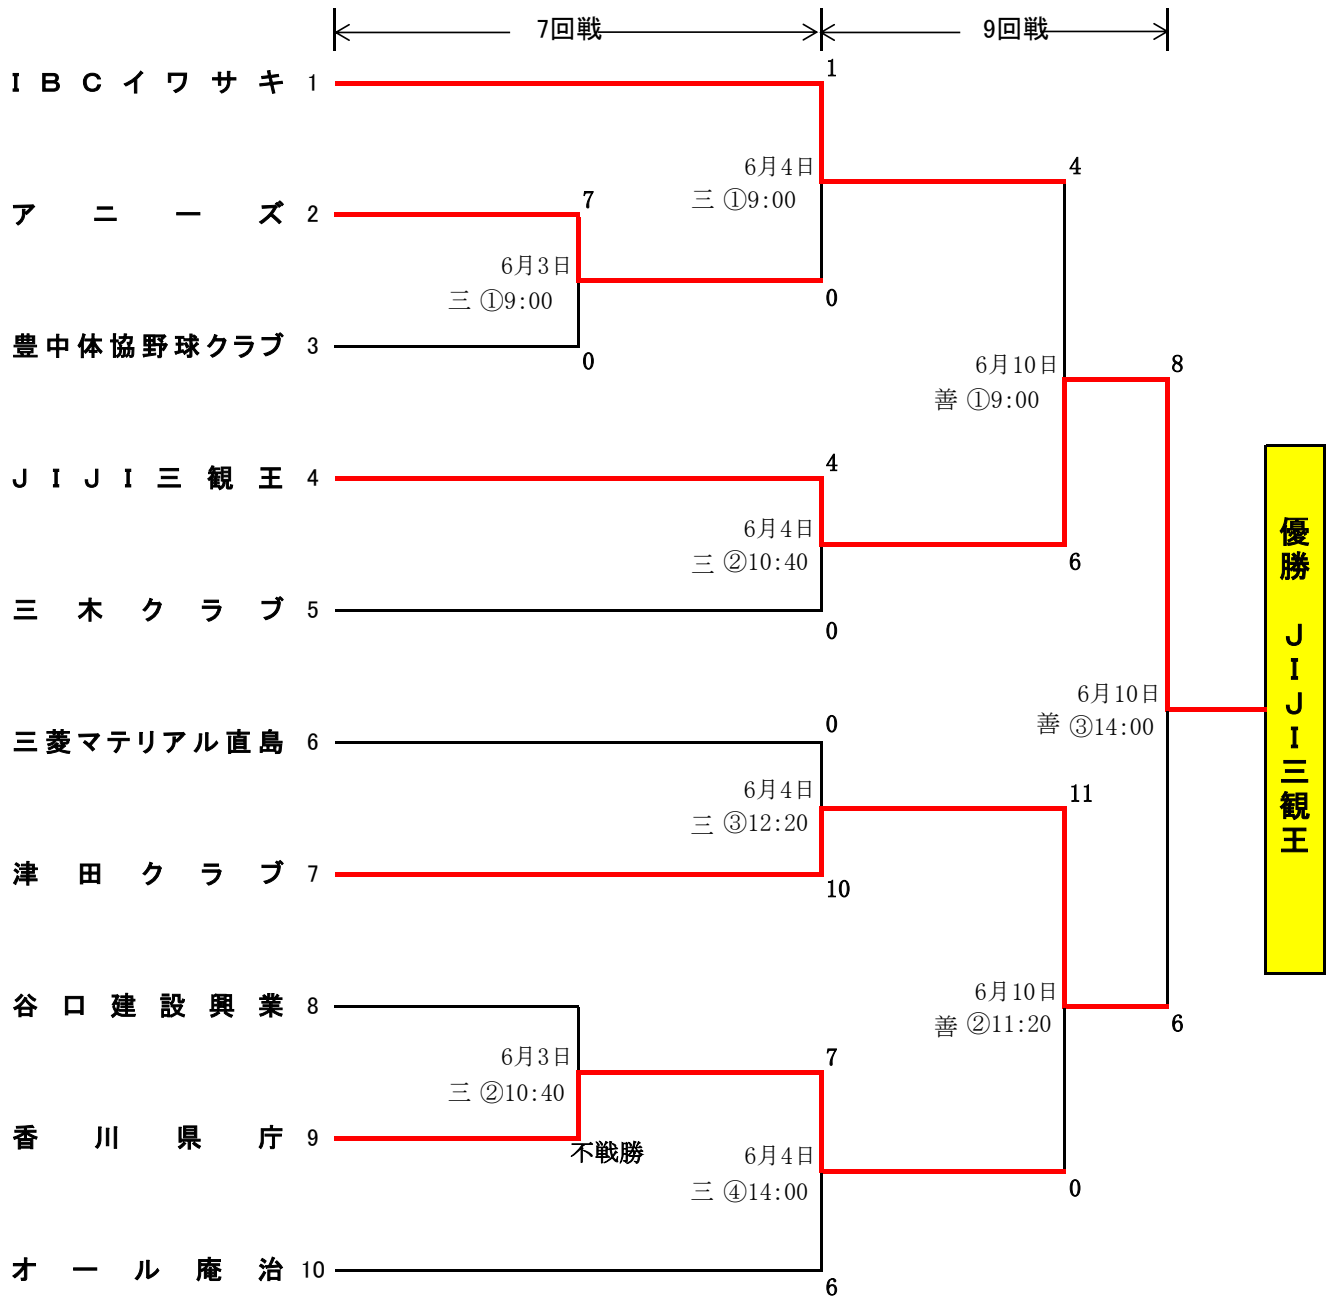 7回戦 9回戦
ＩＢＣイワサキ 1
1
6月4日
三 ①9:00
4
アニーズ 2
7
6月3日
三 ①9:00
0
豊中体協野球クラブ 3
0
6月10日
善 ①9:00
8
ＪＩＪＩ三観王 4
4
6月4日
三 ②10:40
6
三木クラブ 5
0
6月10日
善 ③14:00
優勝 ＪＩＪＩ三観王
三菱マテリアル直島 6
0
6月4日
三 ③12:20
11
津田クラブ 7
10
谷口建設興業 8
6月10日
善 ②11:20
6
6月3日
三 ②10:40
7
香川県庁 9
不戦勝
6月4日
三 ④14:00
0
オール庵治 10
6